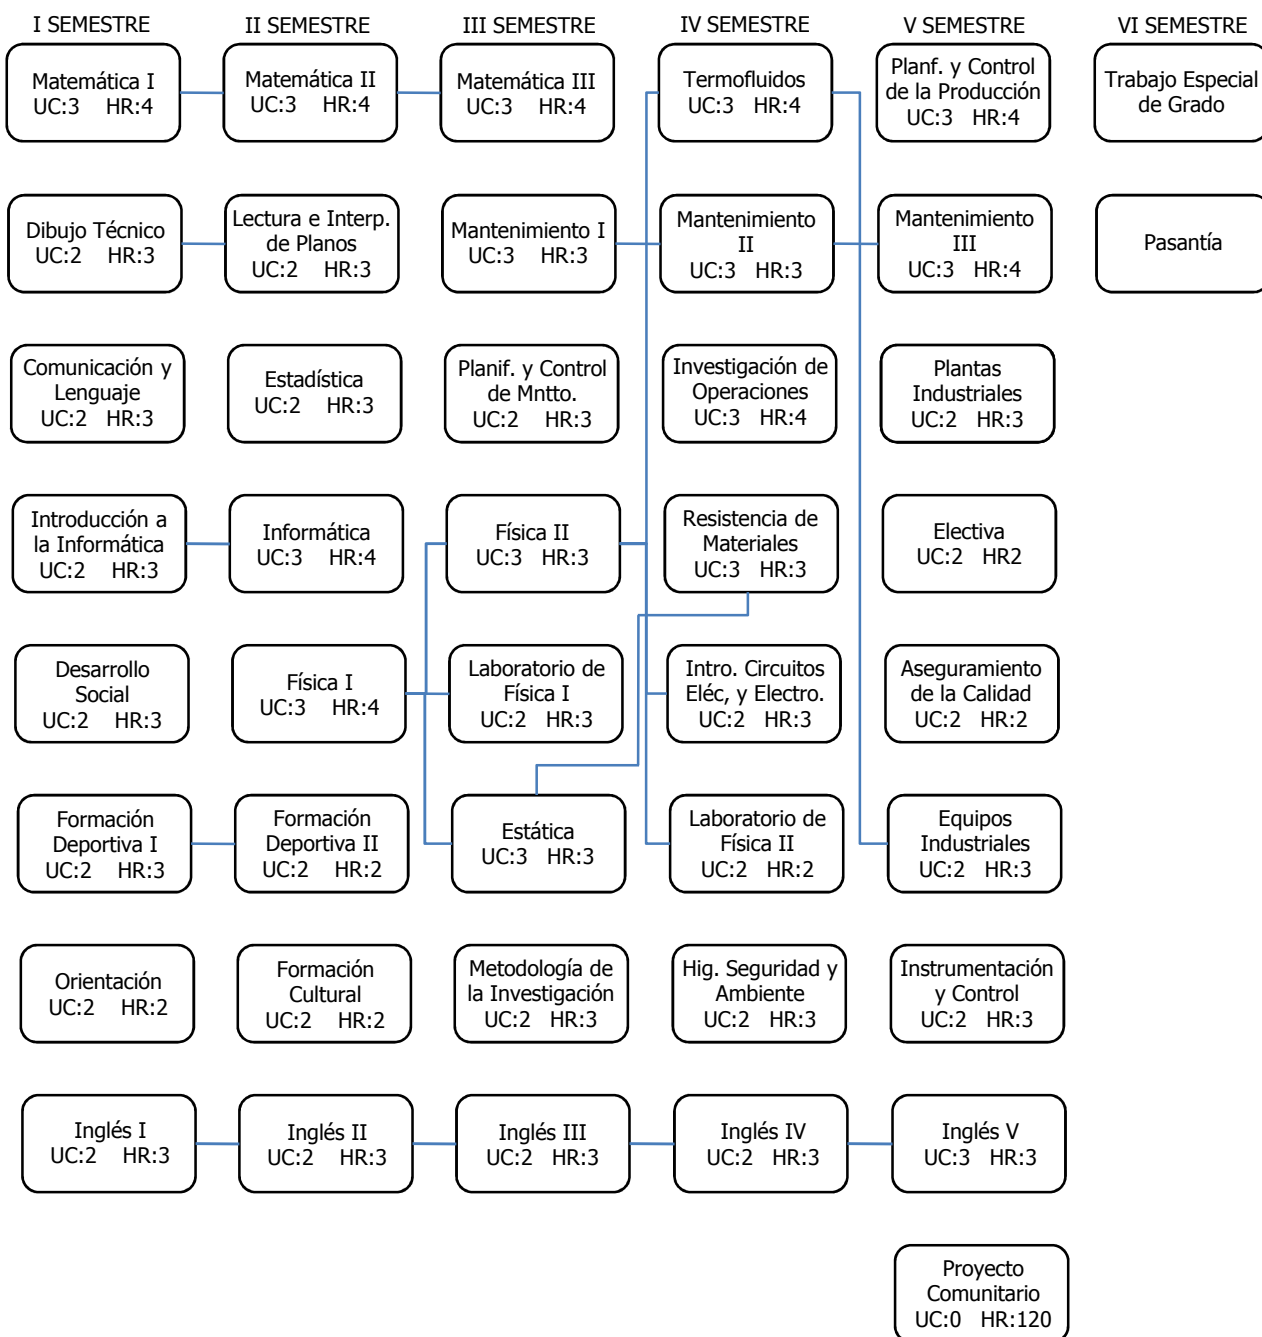 I SEMESTRE
II SEMESTRE
III SEMESTRE
IV SEMESTRE
V SEMESTRE
VI SEMESTRE
Matemática I
UC:3 HR:4
Matemática II
UC:3 HR:4
Matemática III
UC:3 HR:4
Termofluidos
UC:3 HR:4
Planf. y Control
de la Producción
UC:3 HR:4
Trabajo Especial
de Grado
Dibujo Técnico
UC:2 HR:3
Lectura e Interp.
de Planos
UC:2 HR:3
Mantenimiento I
UC:3 HR:3
Mantenimiento
II
UC:3 HR:3
Mantenimiento
III
UC:3 HR:4
Pasantía
Comunicación y
Lenguaje
UC:2 HR:3
Estadística
UC:2 HR:3
Planif. y Control
de Mntto.
UC:2 HR:3
Investigación de
Operaciones
UC:3 HR:4
Plantas
Industriales
UC:2 HR:3
Introducción a
la Informática
UC:2 HR:3
Informática
UC:3 HR:4
Física II
UC:3 HR:3
Resistencia de
Materiales
UC:3 HR:3
Electiva
UC:2 HR2
Desarrollo
Social
UC:2 HR:3
Física I
UC:3 HR:4
Laboratorio de
Física I
UC:2 HR:3
Intro. Circuitos
Eléc, y Electro.
UC:2 HR:3
Aseguramiento
de la Calidad
UC:2 HR:2
Formación
Deportiva I
UC:2 HR:3
Formación
Deportiva II
UC:2 HR:2
Estática
UC:3 HR:3
Laboratorio de
Física II
UC:2 HR:2
Equipos
Industriales
UC:2 HR:3
Orientación
UC:2 HR:2
Formación
Cultural
UC:2 HR:2
Metodología de
la Investigación
UC:2 HR:3
Hig. Seguridad y
Ambiente
UC:2 HR:3
Instrumentación
y Control
UC:2 HR:3
Inglés I
UC:2 HR:3
Inglés II
UC:2 HR:3
Inglés III
UC:2 HR:3
Inglés IV
UC:2 HR:3
Inglés V
UC:3 HR:3
Proyecto
Comunitario
UC:0 HR:120